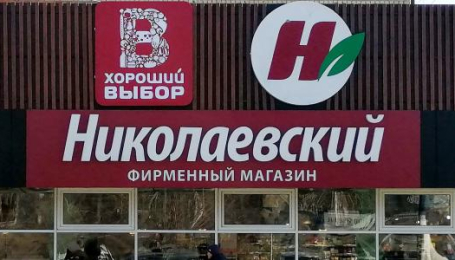 В
ХОРОШИЙ
ВЫБОР
Н
Николаевский
ФИРМЕННЫЙ МАГАЗИН